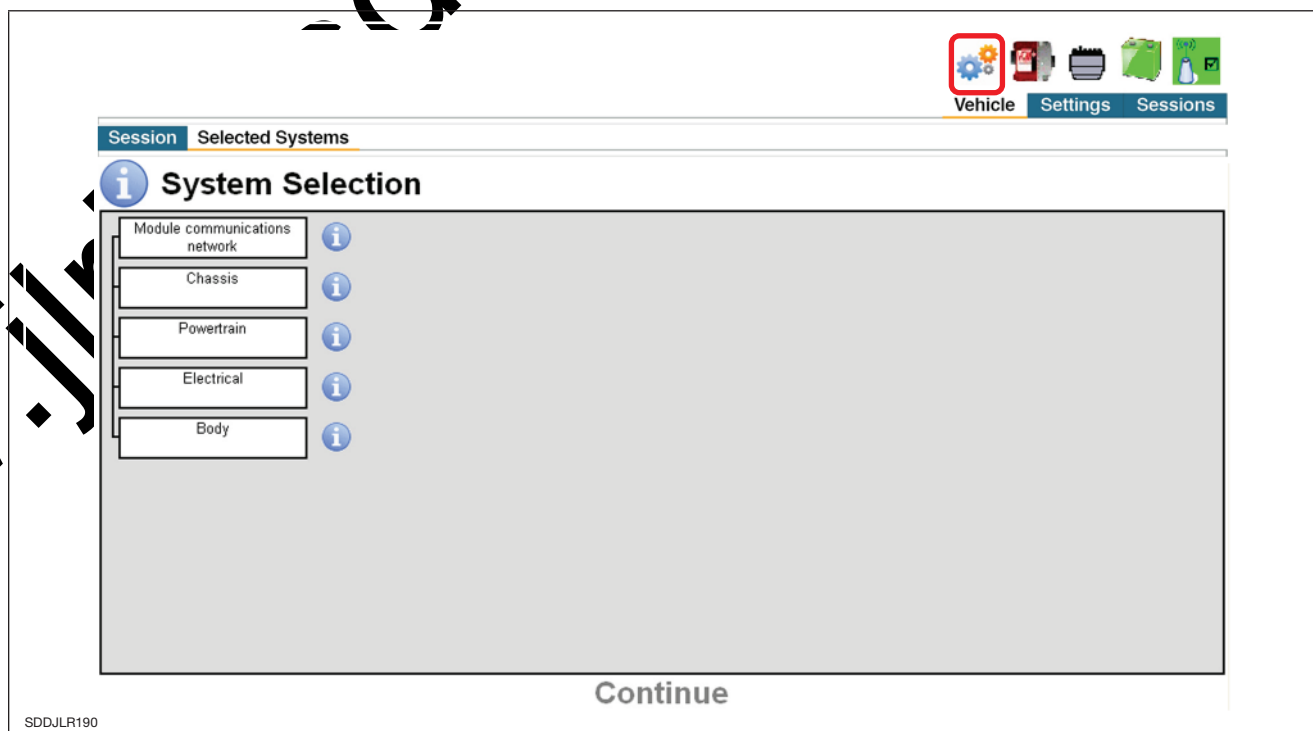 Vehicle Settings Sessions
Session Selected Systems
System Selection
Module communications
network
Chassis
Powertrain
Electrical
Body
Continue
SDDJLR190